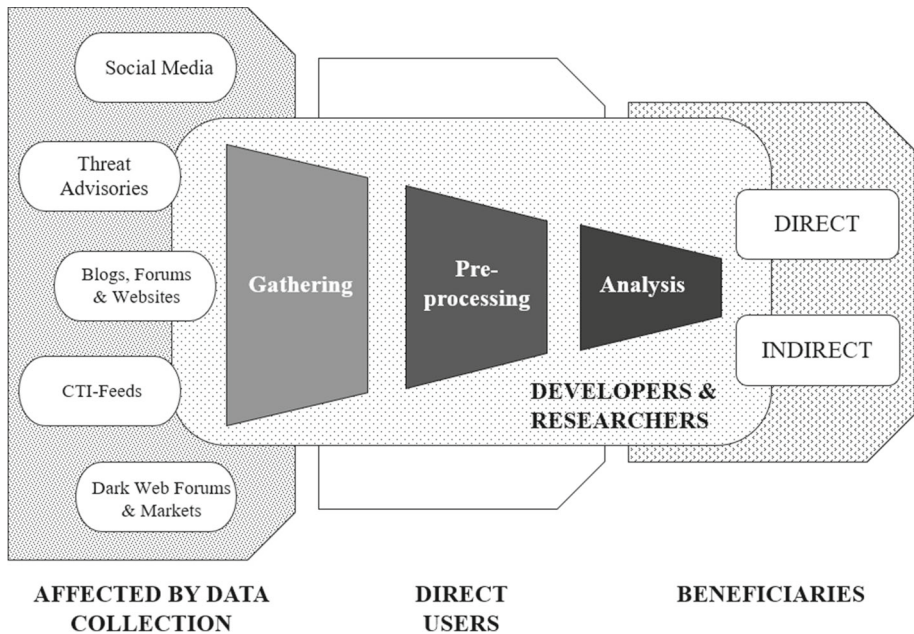 Social Media
Threat
Advisories
Blogs, Forums
& Websites
CTI-Feeds
Dark Web Forums
& Markets
Gathering
Pre-
processing
Analysis
DEVELOPERS &
RESEARCHERS
DIRECT
INDIRECT
AFFECTED BY DATA
COLLECTION
DIRECT
USERS
BENEFICIARIES